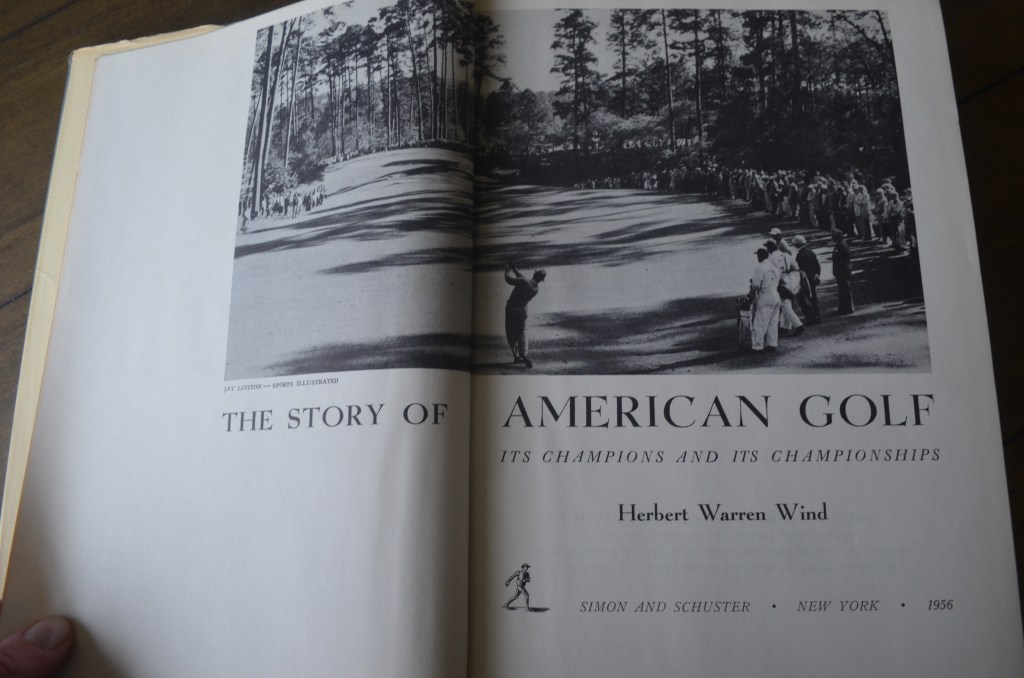 JAY LEVITON — SPORTS ILLUSTRATED
THE STORY OF AMERICAN GOLF
ITS CHAMPIONS AND ITS CHAMPIONSHIPS
Herbert Warren Wind
SIMON AND SCHUSTER • NEW YORK • 1956